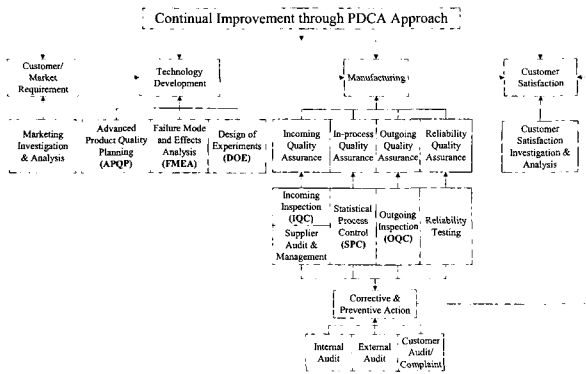 Continual Improvement through PDCA Approach
Customer/
Market
Requirement
Technology
Development
Manufacturing
Customer
Satisfaction
Marketing
Investigation
& Analysis
Advanced
Product Quality
Planning
(APQP)
Failure Mode
and Effects
Analysis
(FMEA)
Design of
Experiments
(DOE)
Incoming
Quality
Assurance
In-process
Quality
Assurance
Outgoing
Quality
Assurance
Reliability
Quality
Assurance
Customer
Satisfaction
Investigation &
Analysis
Incoming
Inspection
(IQC)
Supplier
Audit &
Management
Statistical
Process
Control
(SPC)
Outgoing
Inspection
(OQC)
Reliability
Testing
Corrective &
Preventive Action
Internal
Audit
External
Audit
Customer
Audit/
Complaint